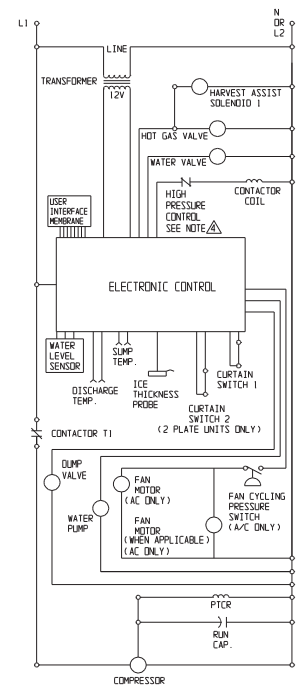 L1
N
OR
L2
LINE
TRANSFORMER
12V
HARVEST ASSIST
SOLENOID 1
HOT GAS VALVE
WATER VALVE
HIGH
PRESSURE
CONTROL
SEE NOTE 4
CONTACTOR
COIL
USER
INTERFACE
MEMBRANE
ELECTRONIC CONTROL
WATER
LEVEL
SENSOR
SUMP
TEMP.
DISCHARGE
TEMP.
ICE
THICKNESS
PROBE
CURTAIN
SWITCH 1
CURTAIN
SWITCH 2
(2 PLATE UNITS ONLY)
CONTACTOR T1
DUMP
VALVE
WATER
PUMP
FAN
MOTOR
(AC ONLY)
FAN
MOTOR
(WHEN APPLICABLE)
(AC ONLY)
FAN CYCLING
PRESSURE
SWITCH
(A/C ONLY)
PTCR
RUN
CAP.
COMPRESSOR